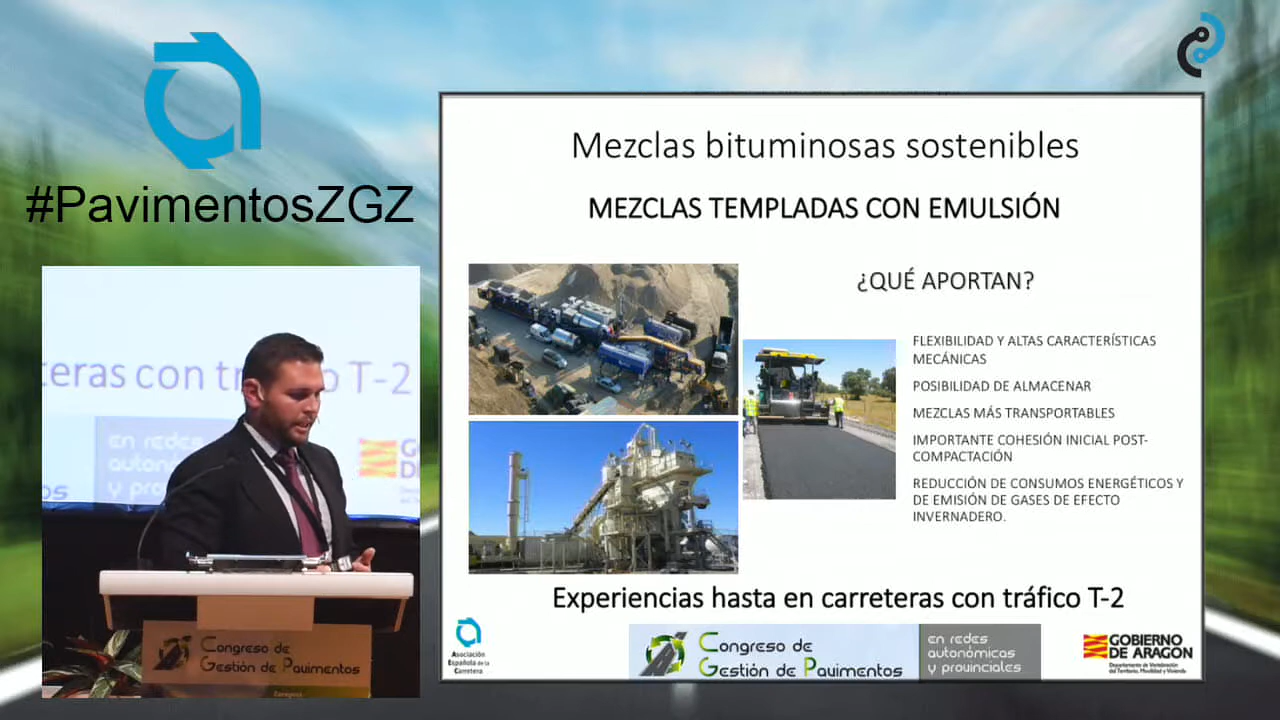 #PavimentosZGZ
teras con tr
o T-2
en redes
autonómica
y provi
Congreso de
Gestión de Pavimentos
Zaragoza
Mezclas bituminosas sostenibles
MEZCLAS TEMPLADAS CON EMULSIÓN
¿QUÉ APORTAN?
FLEXIBILIDAD Y ALTAS CARACTERÍSTICAS
MECÁNICAS
POSIBILIDAD DE ALMACENAR
MEZCLAS MÁS TRANSPORTABLES
IMPORTANTE COHESIÓN INICIAL POST-
COMPACTACIÓN
REDUCCIÓN DE CONSUMOS ENERGÉTICOS Y
DE EMISIÓN DE GASES DE EFECTO
INVERNADERO.
Experiencias hasta en carreteras con tráfico T-2
Asociación
Española de la
Carretera
Congreso de
Gestión de Pavimentos
en redes
autonómicas
y provinciales
GOBIERNO
DE ARAGON
Departamento de Vertebración
del Territorio, Movilidad y Vivienda